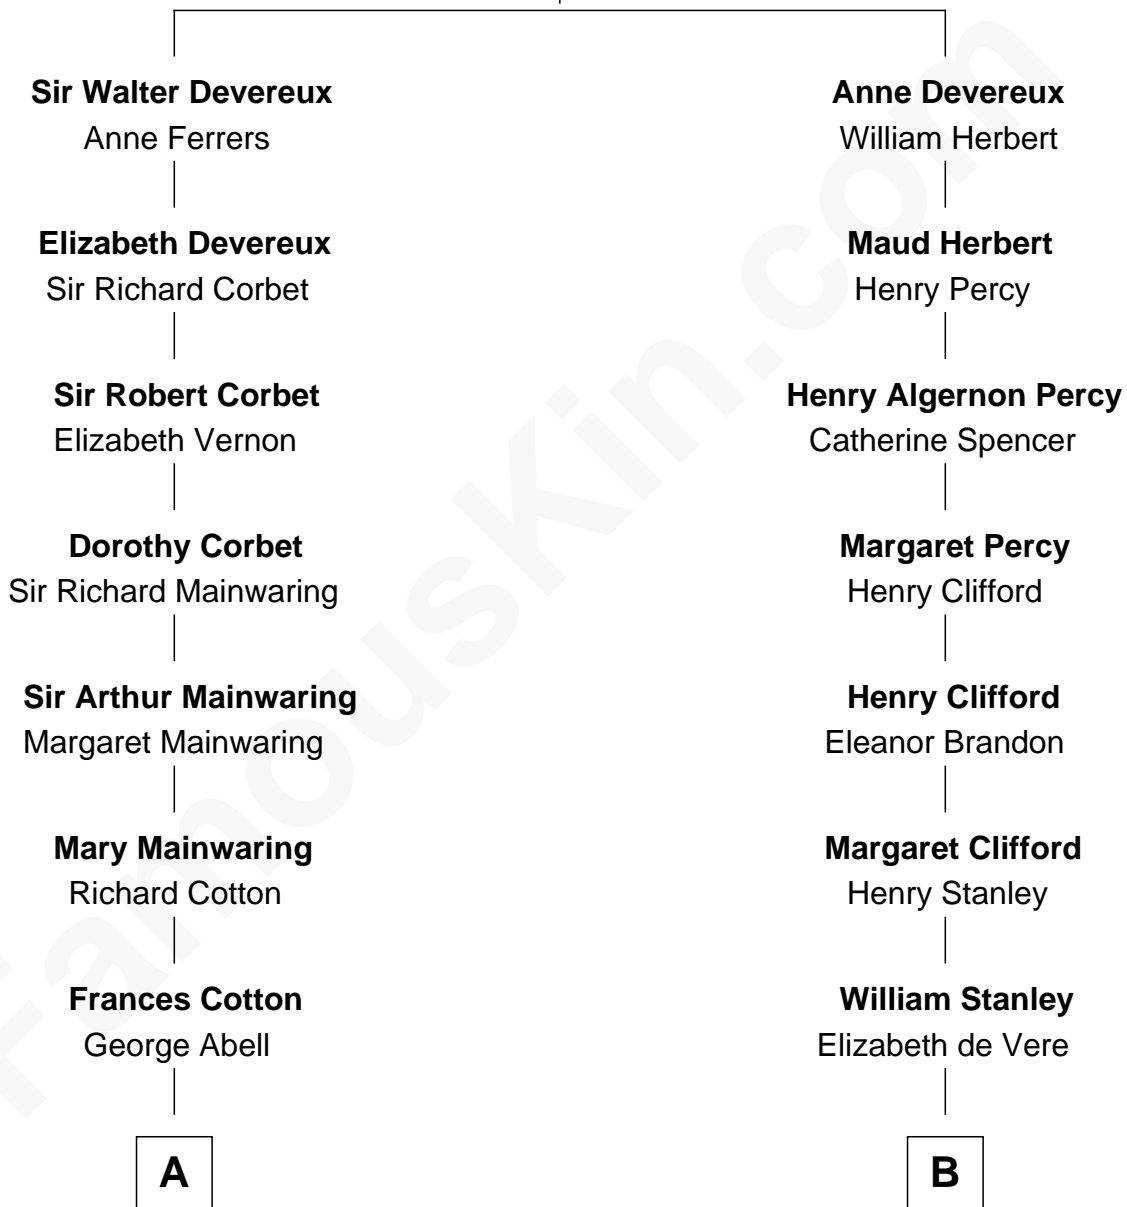 Sir Walter Devereux
Anne Ferrers
Elizabeth Devereux
Sir Richard Corbet
Sir Robert Corbet
Elizabeth Vernon
Dorothy Corbet
Sir Richard Mainwaring
Sir Arthur Mainwaring
Margaret Mainwaring
Mary Mainwaring
Richard Cotton
Frances Cotton
George Abell
A
Anne Devereux
William Herbert
Maud Herbert
Henry Percy
Henry Algernon Percy
Catherine Spencer
Margaret Percy
Henry Clifford
Henry Clifford
Eleanor Brandon
Margaret Clifford
Henry Stanley
William Stanley
Elizabeth de Vere
B
FamousKin.com